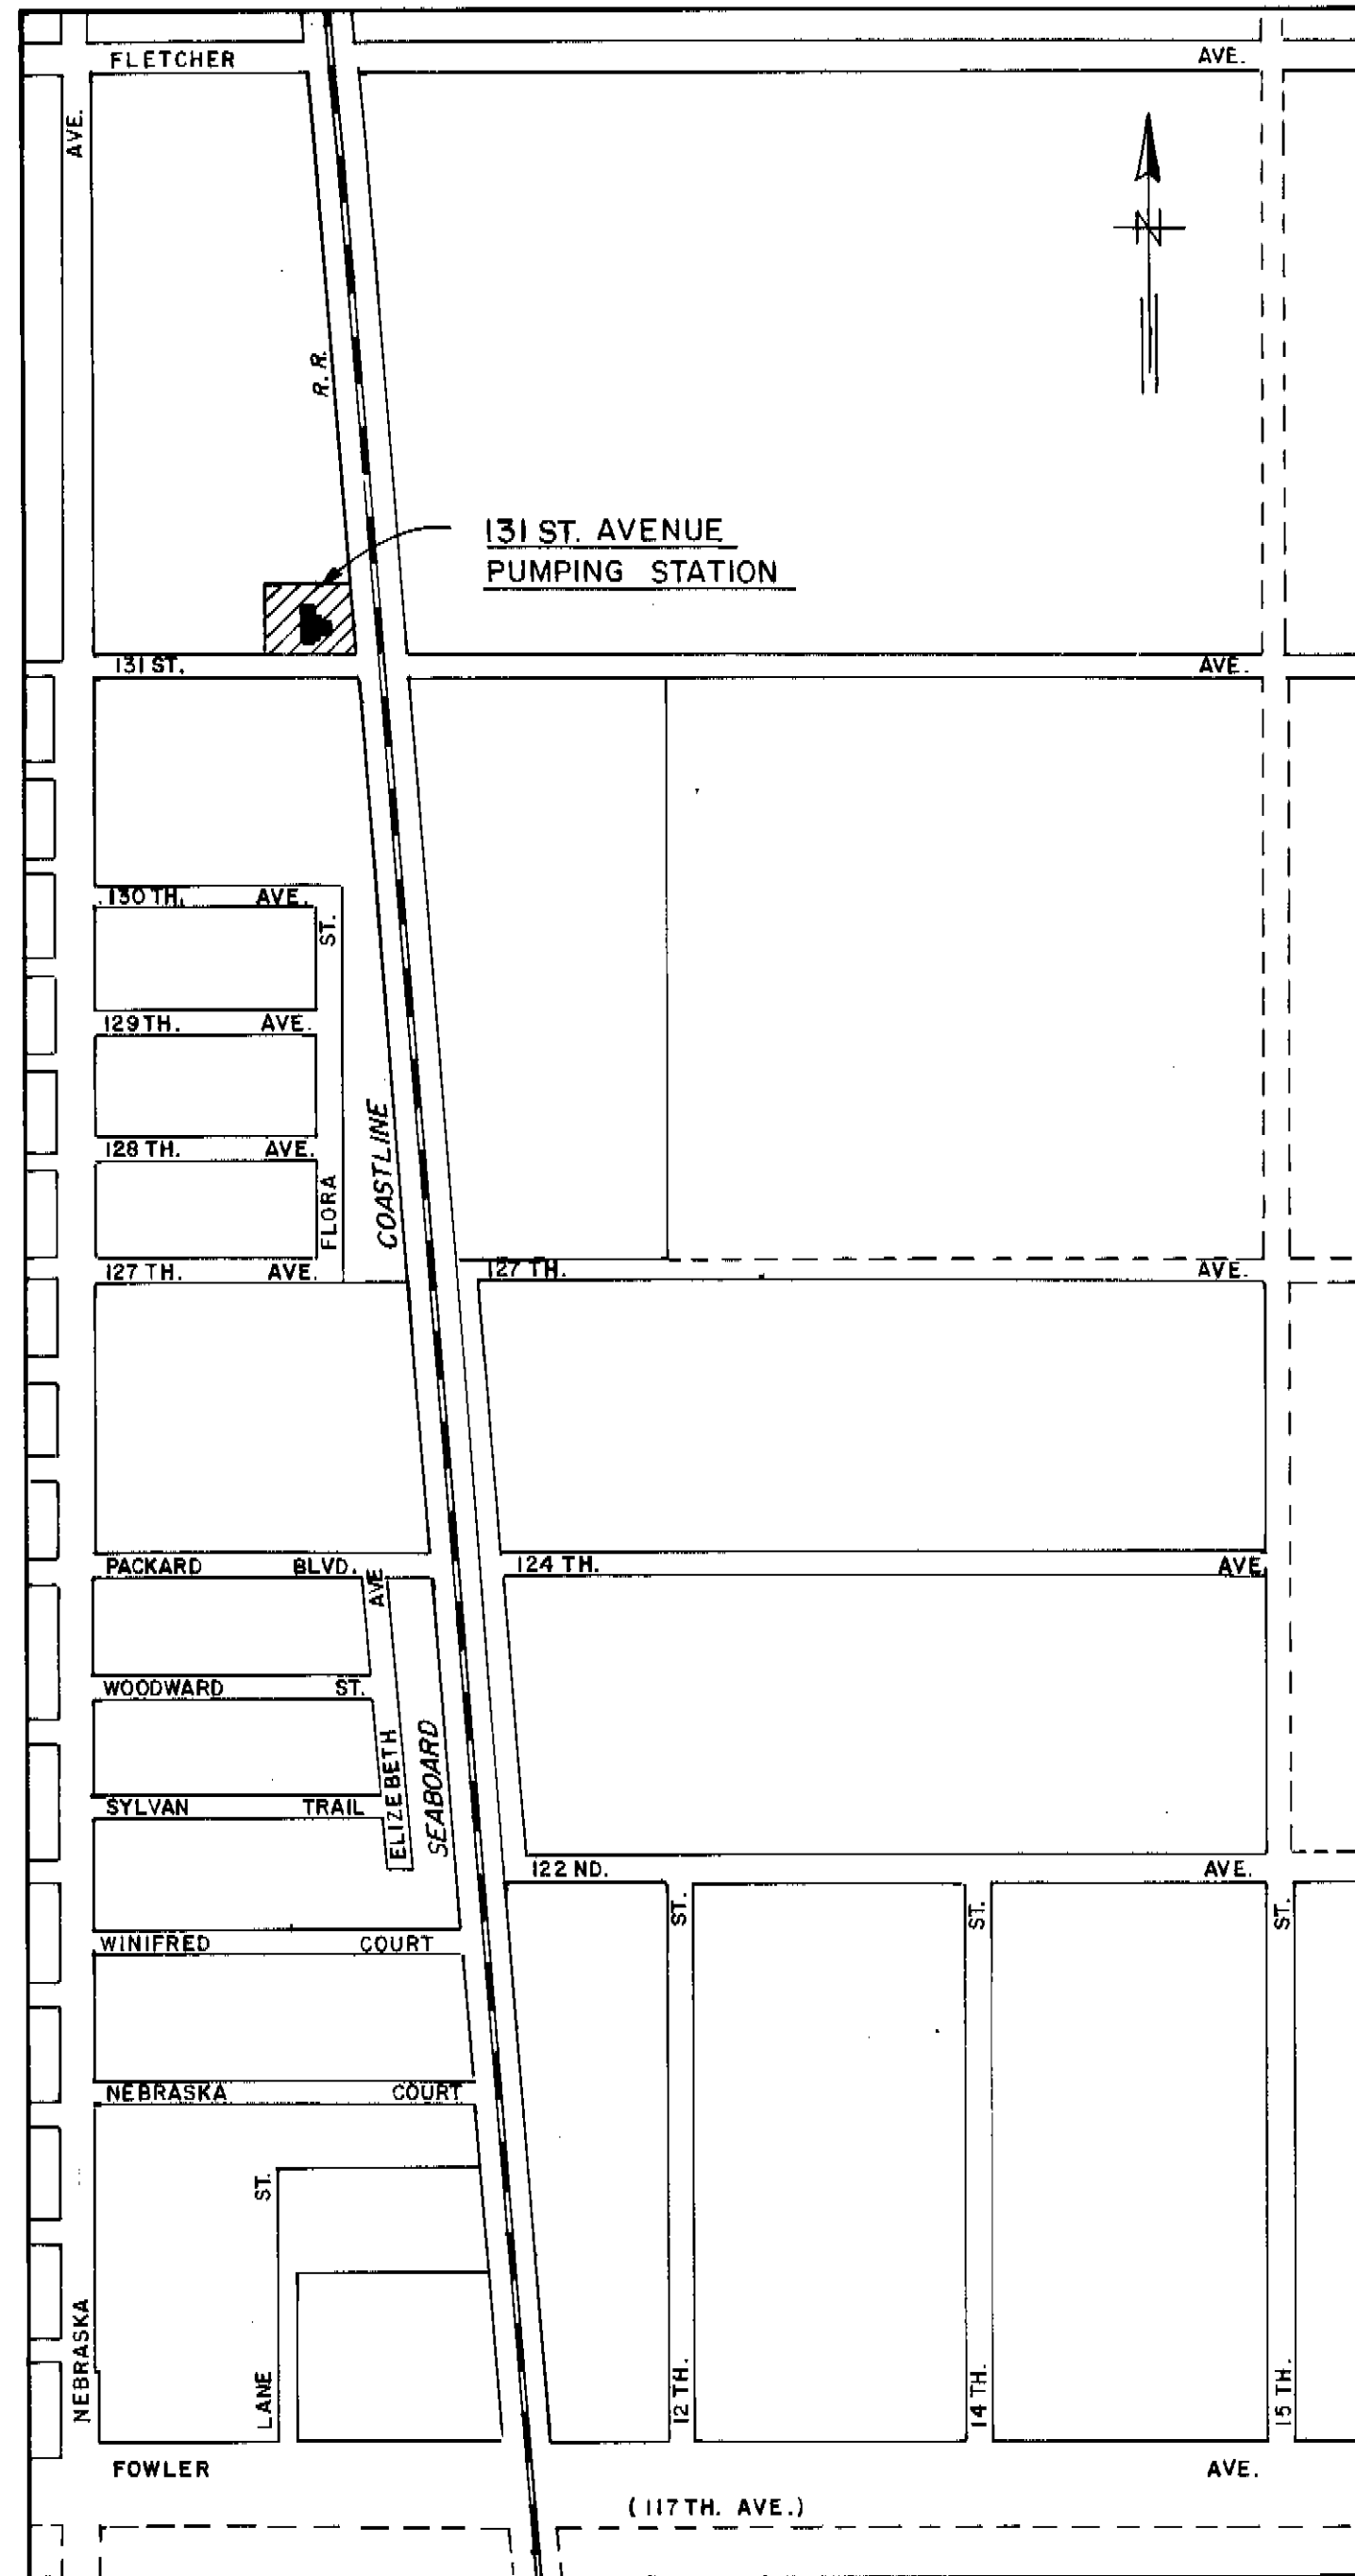 FLETCHER AVE.
AVE.
N
R.R.
131 ST. AVENUE
PUMPING STATION
131 ST. AVE.
130 TH. AVE.
ST.
129 TH. AVE.
128 TH. AVE.
FLORA
COASTLINE
127 TH. AVE.
127 TH. AVE.
PACKARD BLVD.
AVE
124 TH. AVE
WOODWARD ST.
ELIZEBETH
SEABOARD
SYLVAN TRAIL
122 ND. AVE.
ST.
ST.
ST.
WINIFRED COURT
NEBRASKA COURT
ST.
NEBRASKA
LANE
12 TH.
14 TH.
15 TH.
FOWLER AVE.
(117 TH. AVE.)